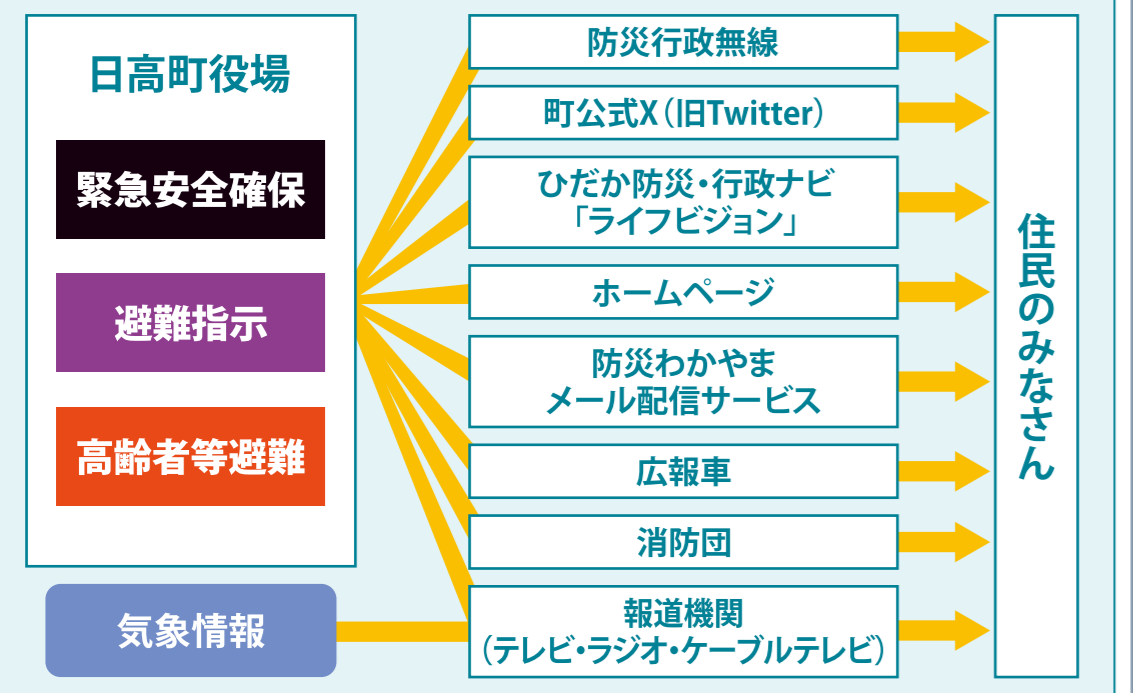 日高町役場
緊急安全確保
避難指示
高齢者等避難
気象情報
防災行政無線
町公式X（旧Twitter）
ひだか防災・行政ナビ
「ライフビジョン」
ホームページ
防災わかやま
メール配信サービス
広報車
消防団
報道機関
（テレビ・ラジオ・ケーブルテレビ）
住民のみなさん